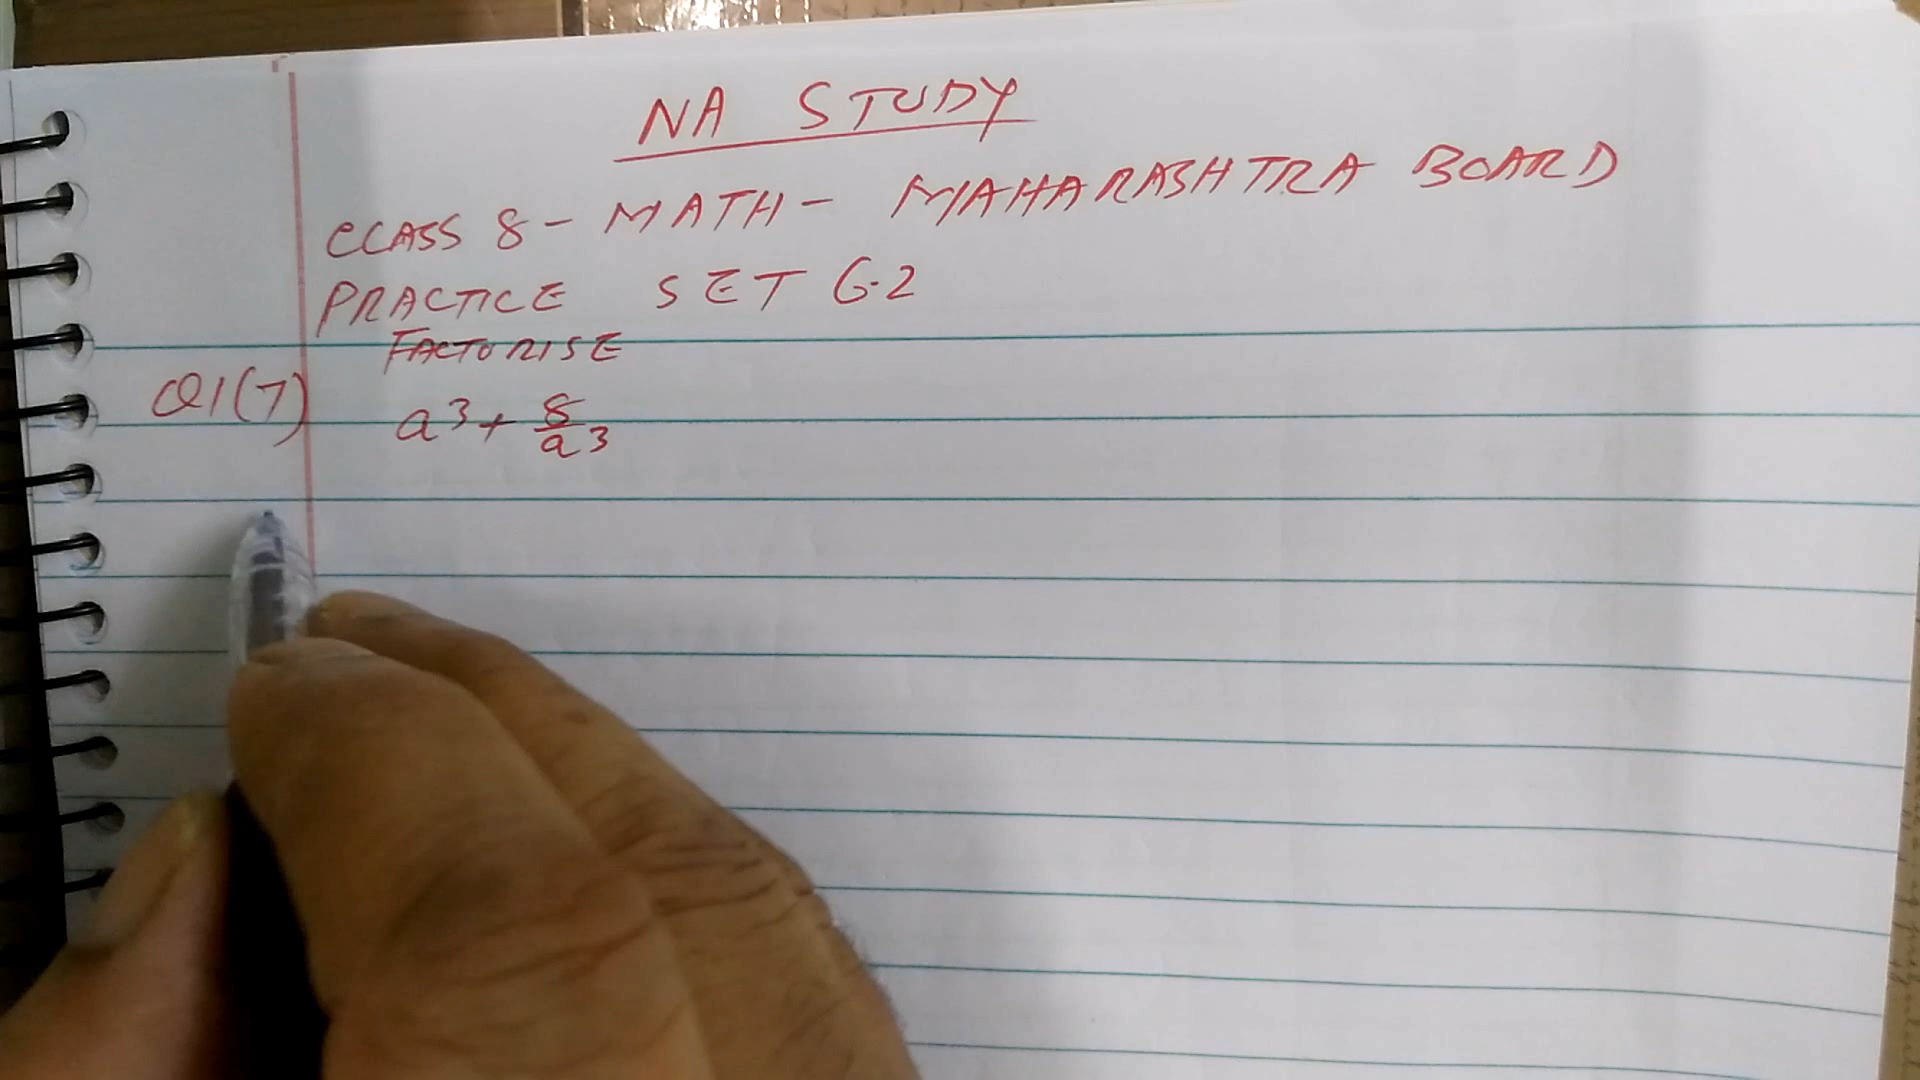 NA STUDY
CLASS 8 - MATH - MAHARASHTRA BOARD
PRACTICE SET 6.2
FACTORISE
Q1(7) a³ + 8/a³